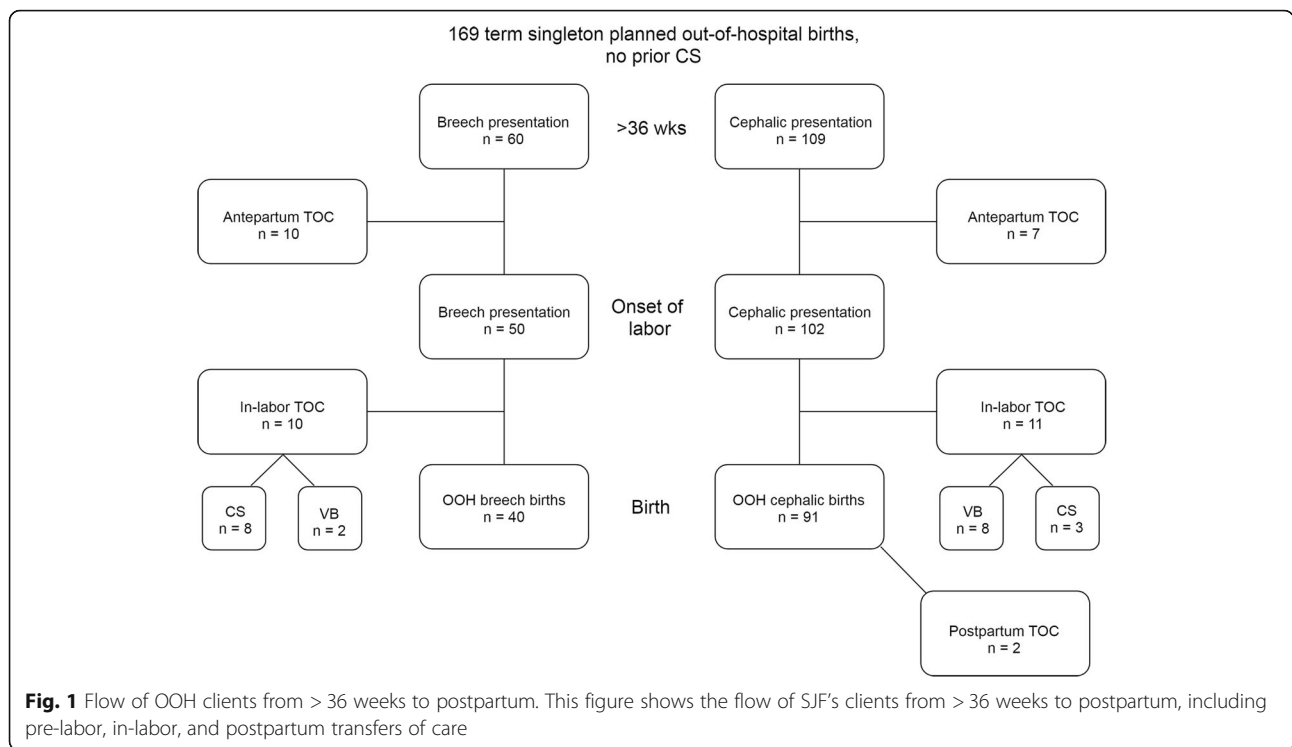 169 term singleton planned out-of-hospital births,
no prior CS
Breech presentation
n = 60
>36 wks
Cephalic presentation
n = 109
Antepartum TOC
n = 10
Antepartum TOC
n = 7
Breech presentation
n = 50
Onset of
labor
Cephalic presentation
n = 102
In-labor TOC
n = 10
In-labor TOC
n = 11
CS
n = 8
VB
n = 2
OOH breech births
n = 40
Birth
OOH cephalic births
n = 91
VB
n = 8
CS
n = 3
Postpartum TOC
n = 2
Fig. 1 Flow of OOH clients from > 36 weeks to postpartum. This figure shows the flow of SJF's clients from > 36 weeks to postpartum, including
pre-labor, in-labor, and postpartum transfers of care